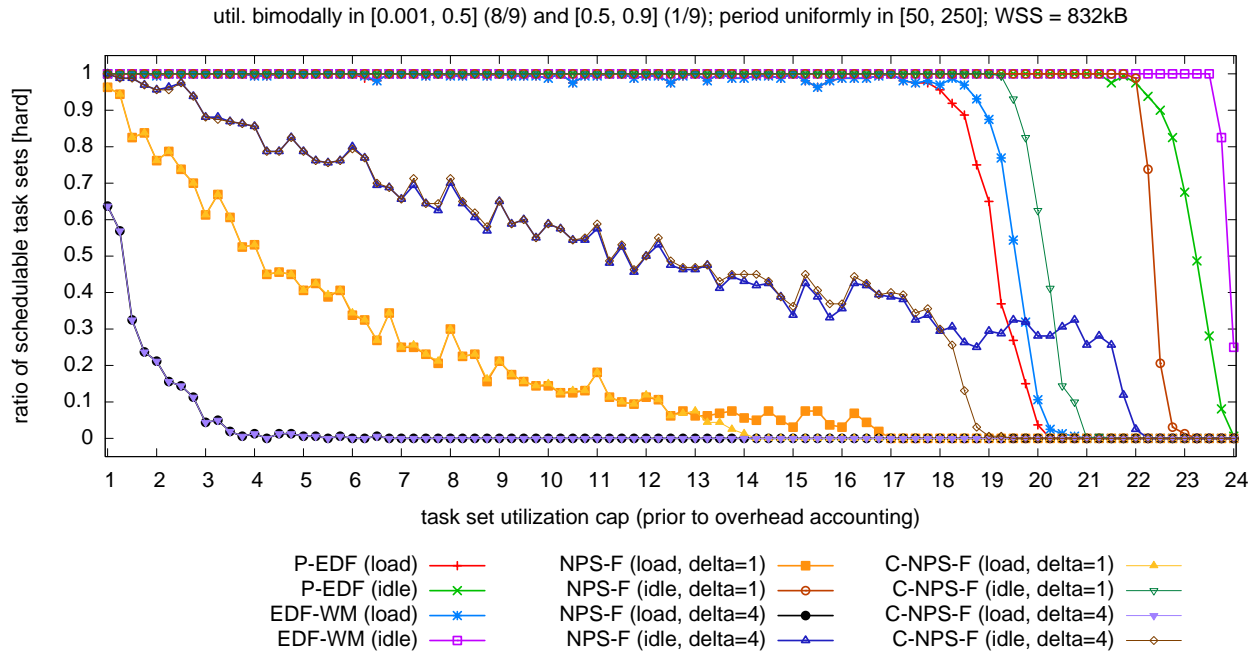 util. bimodally in [0.001, 0.5] (8/9) and [0.5, 0.9] (1/9); period uniformly in [50, 250]; WSS = 832kB
ratio of schedulable task sets [hard]
1
0.9
0.8
0.7
0.6
0.5
0.4
0.3
0.2
0.1
0
1 2 3 4 5 6 7 8 9 10 11 12 13 14 15 16 17 18 19 20 21 22 23 24
task set utilization cap (prior to overhead accounting)
P-EDF (load)
P-EDF (idle)
EDF-WM (load)
EDF-WM (idle)
NPS-F (load, delta=1)
NPS-F (idle, delta=1)
NPS-F (load, delta=4)
NPS-F (idle, delta=4)
C-NPS-F (load, delta=1)
C-NPS-F (idle, delta=1)
C-NPS-F (load, delta=4)
C-NPS-F (idle, delta=4)